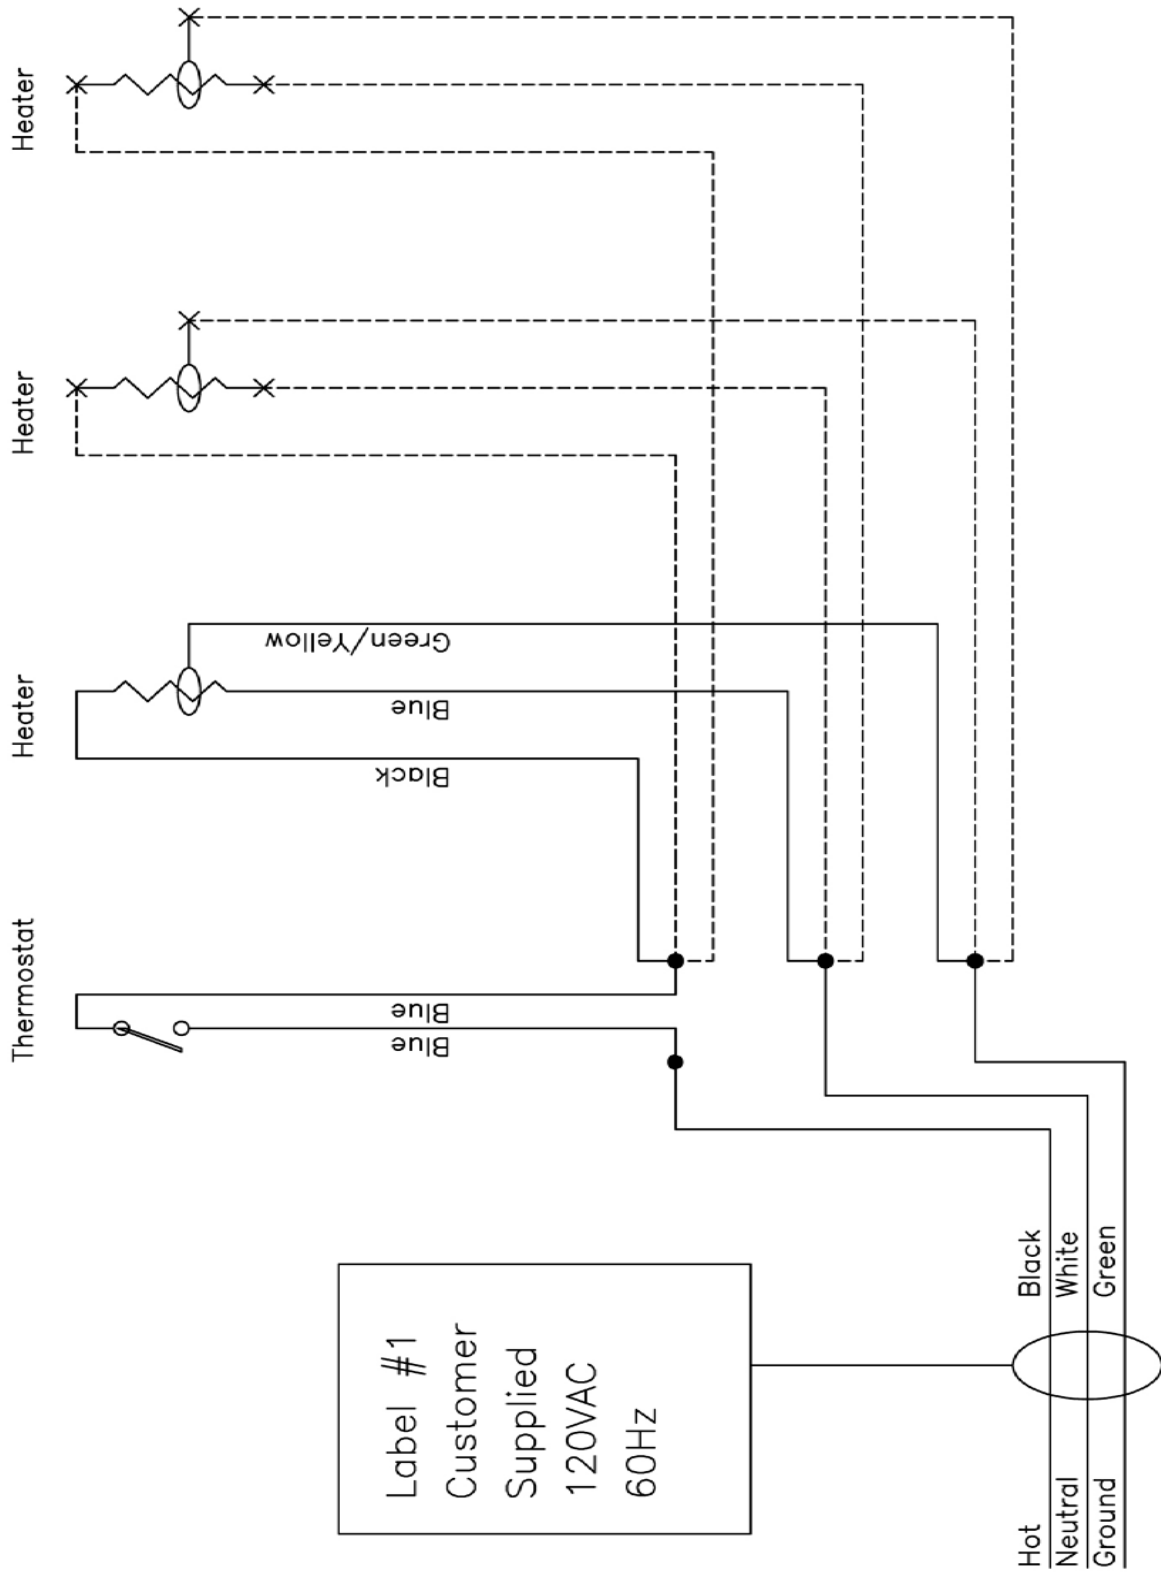 Thermostat
Heater
Heater
Heater
Blue
Blue
Black
Blue
Green/Yellow
Label #1
Customer
Supplied
120VAC
60Hz
Hot
Black
Neutral
White
Ground
Green